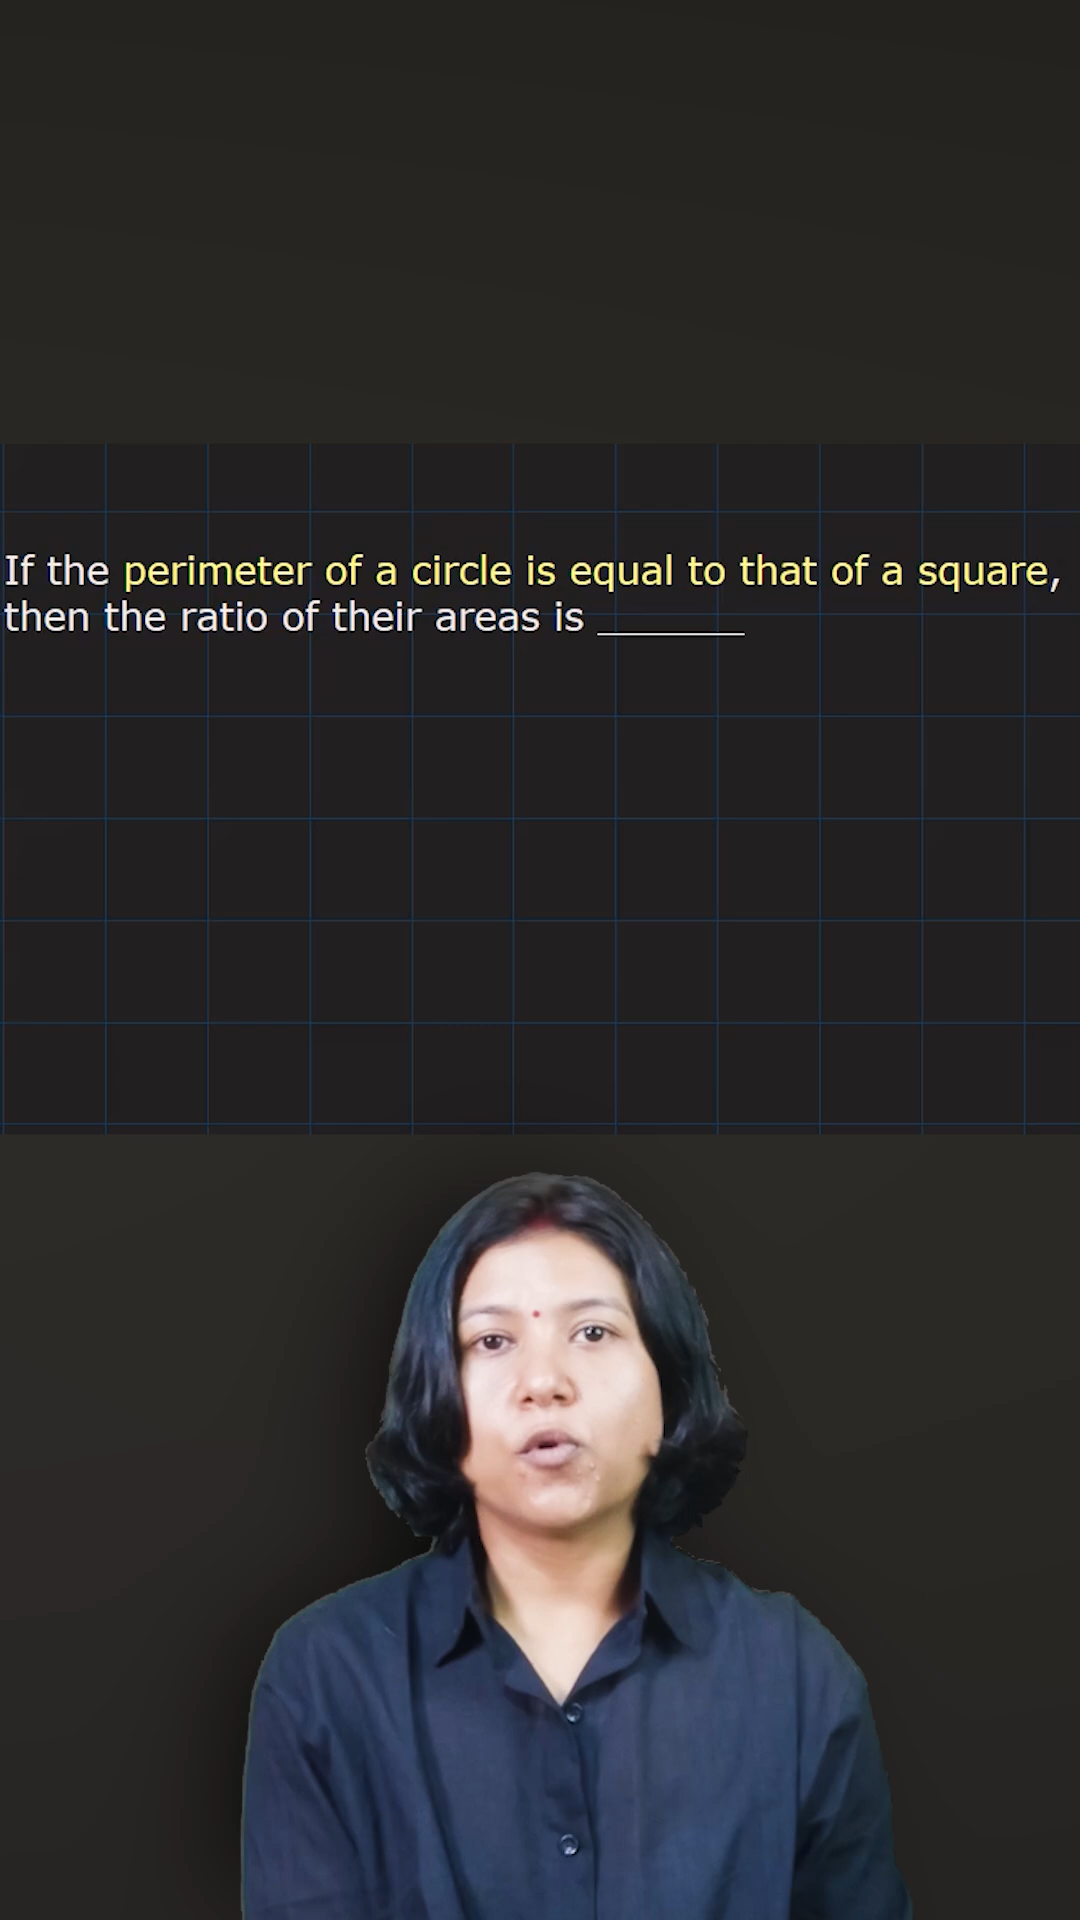 If the perimeter of a circle is equal to that of a square,
then the ratio of their areas is _______